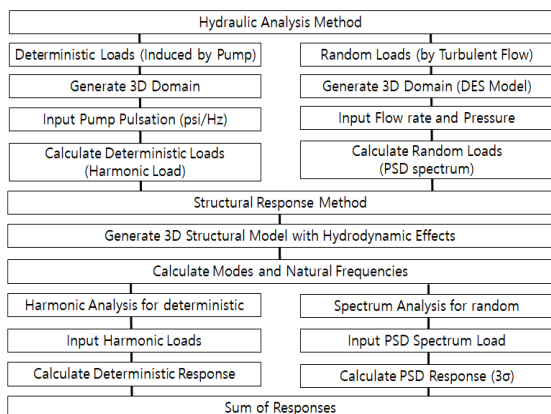 Hydraulic Analysis Method
Deterministic Loads (Induced by Pump)
Random Loads (by Turbulent Flow)
Generate 3D Domain
Generate 3D Domain (DES Model)
Input Pump Pulsation (psi/Hz)
Input Flow rate and Pressure
Calculate Deterministic Loads
(Harmonic Load)
Calculate Random Loads
(PSD spectrum)
Structural Response Method
Generate 3D Structural Model with Hydrodynamic Effects
Calculate Modes and Natural Frequencies
Harmonic Analysis for deterministic
Spectrum Analysis for random
Input Harmonic Loads
Input PSD Spectrum Load
Calculate Deterministic Response
Calculate PSD Response (3σ)
Sum of Responses